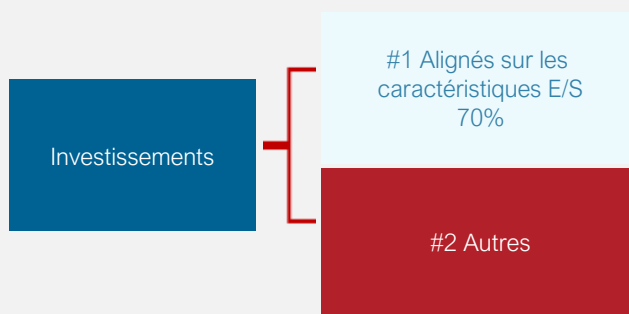 Investissements
#1 Alignés sur les
caractéristiques E/S
70%
#2 Autres